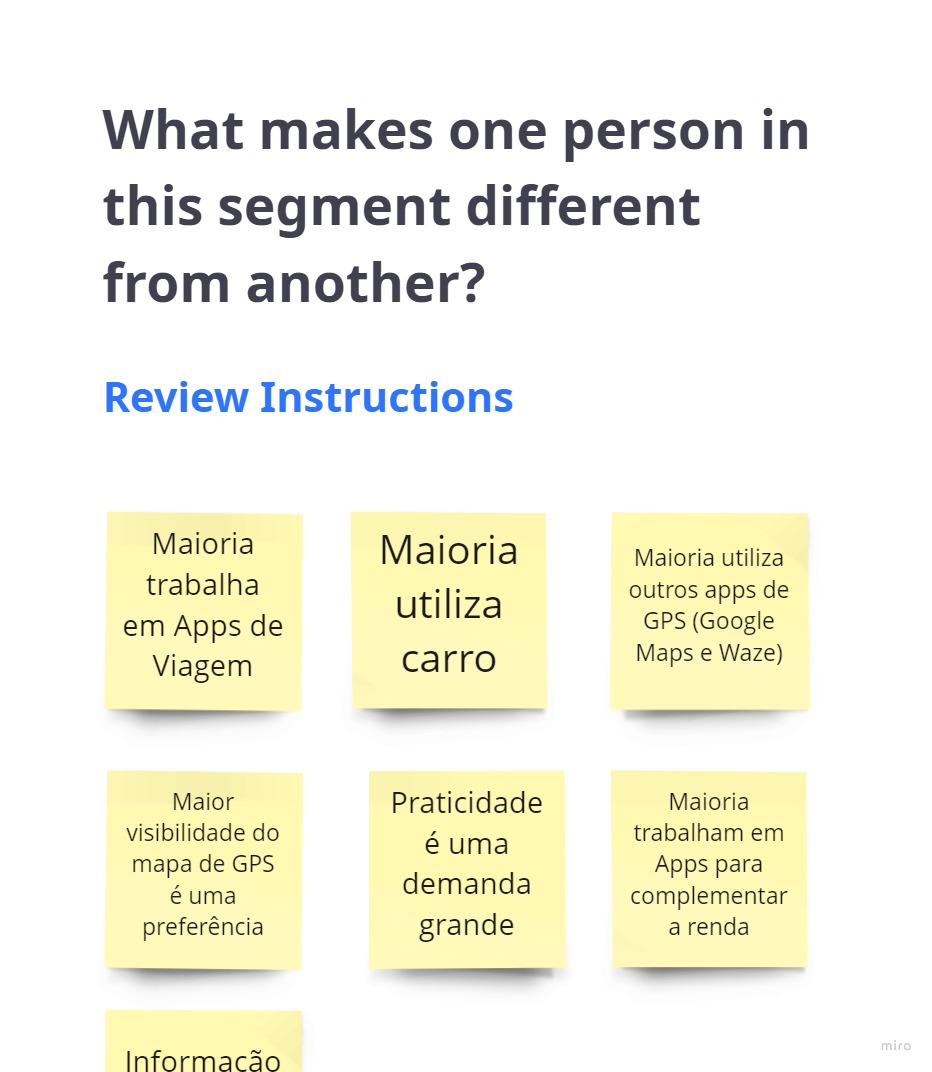 What makes one person in
this segment different
from another?
Review Instructions
Maioria
trabalha
em Apps de
Viagem
Maioria
utiliza
carro
Maioria utiliza
outros apps de
GPS (Google
Maps e Waze)
Maior
visibilidade do
mapa de GPS
é uma
preferência
Praticidade
é uma
demanda
grande
Maioria
trabalham em
Apps para
complementar
a renda
Informação
miro